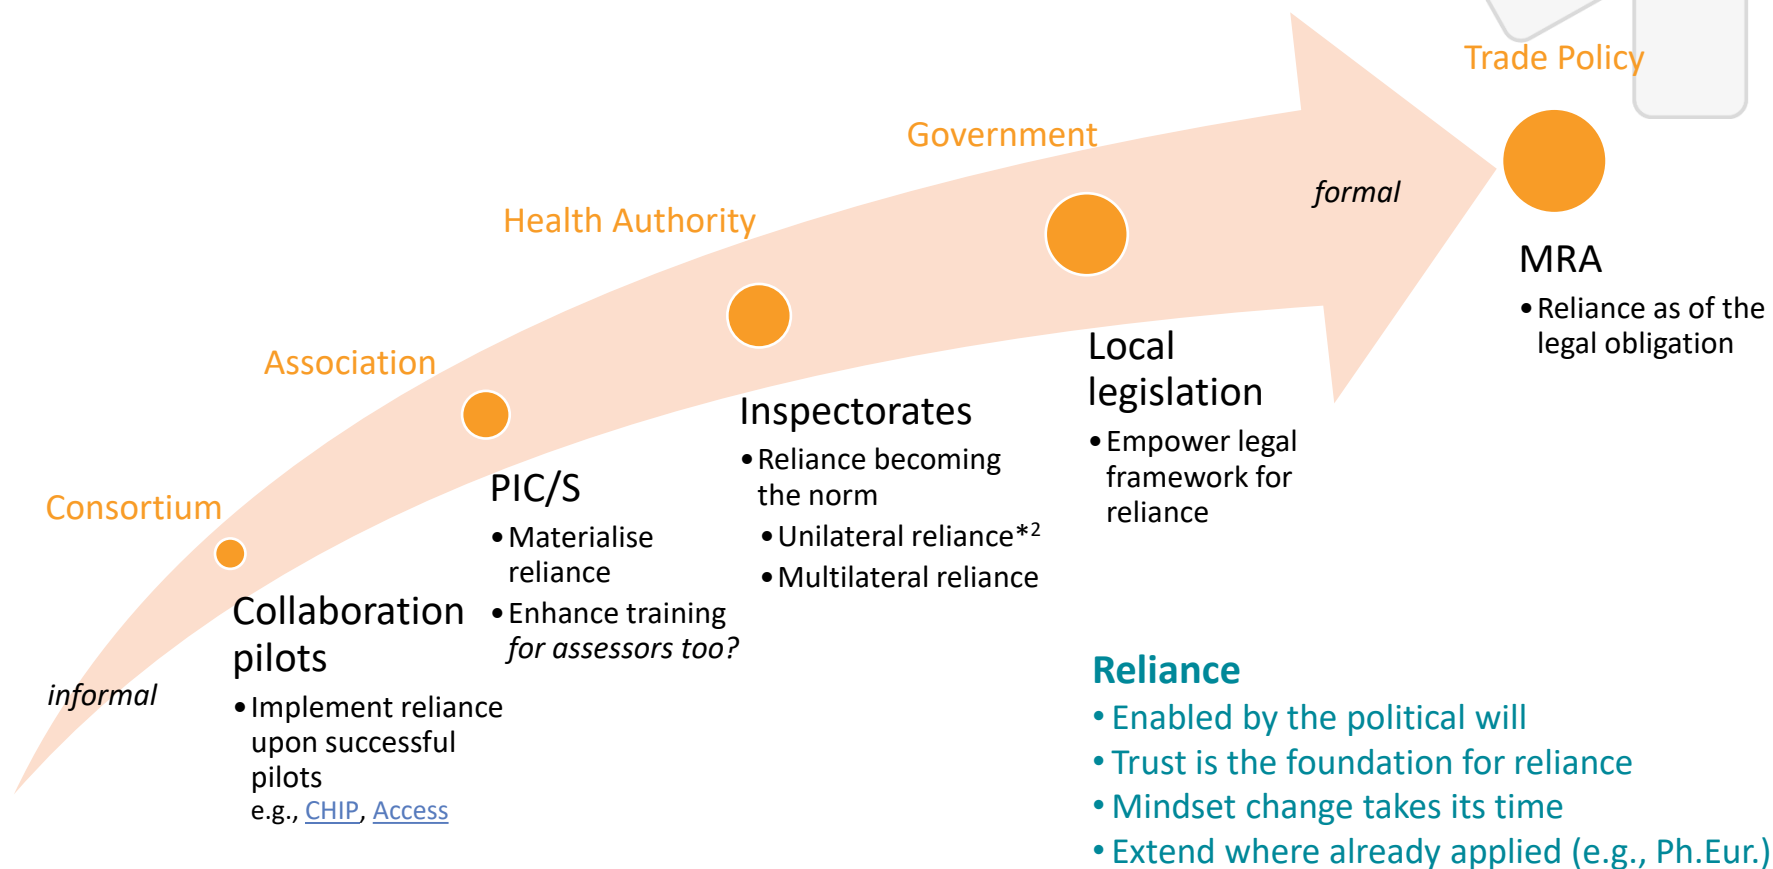 Trade Policy
Government
formal
Health Authority
MRA
•Reliance as of the
legal obligation
Local
legislation
•Empower legal
framework for
reliance
Association
Inspectorates
•Reliance becoming
the norm
•Unilateral reliance*2
•Multilateral reliance
PIC/S
•Materialise
reliance
•Enhance training
for assessors too?
Consortium
Collaboration
pilots
•Implement reliance
upon successful
pilots
e.g., CHIP, Access
informal
Reliance
•Enabled by the political will
•Trust is the foundation for reliance
•Mindset change takes its time
•Extend where already applied (e.g., Ph.Eur.)